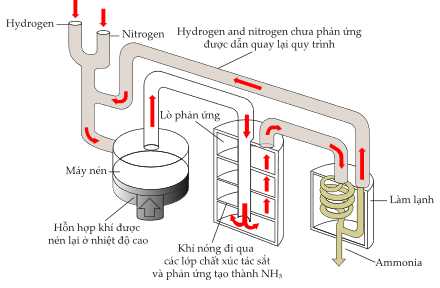 Hydrogen
Nitrogen
Hydrogen and nitrogen chưa phản ứng
được dẫn quay lại quy trình
Lò phản ứng
Máy nén
Làm lạnh
Hỗn hợp khí được
nén lại ở nhiệt độ cao
Khí nóng đi qua
các lớp chất xúc tác sắt
và phản ứng tạo thành NH₃
Ammonia